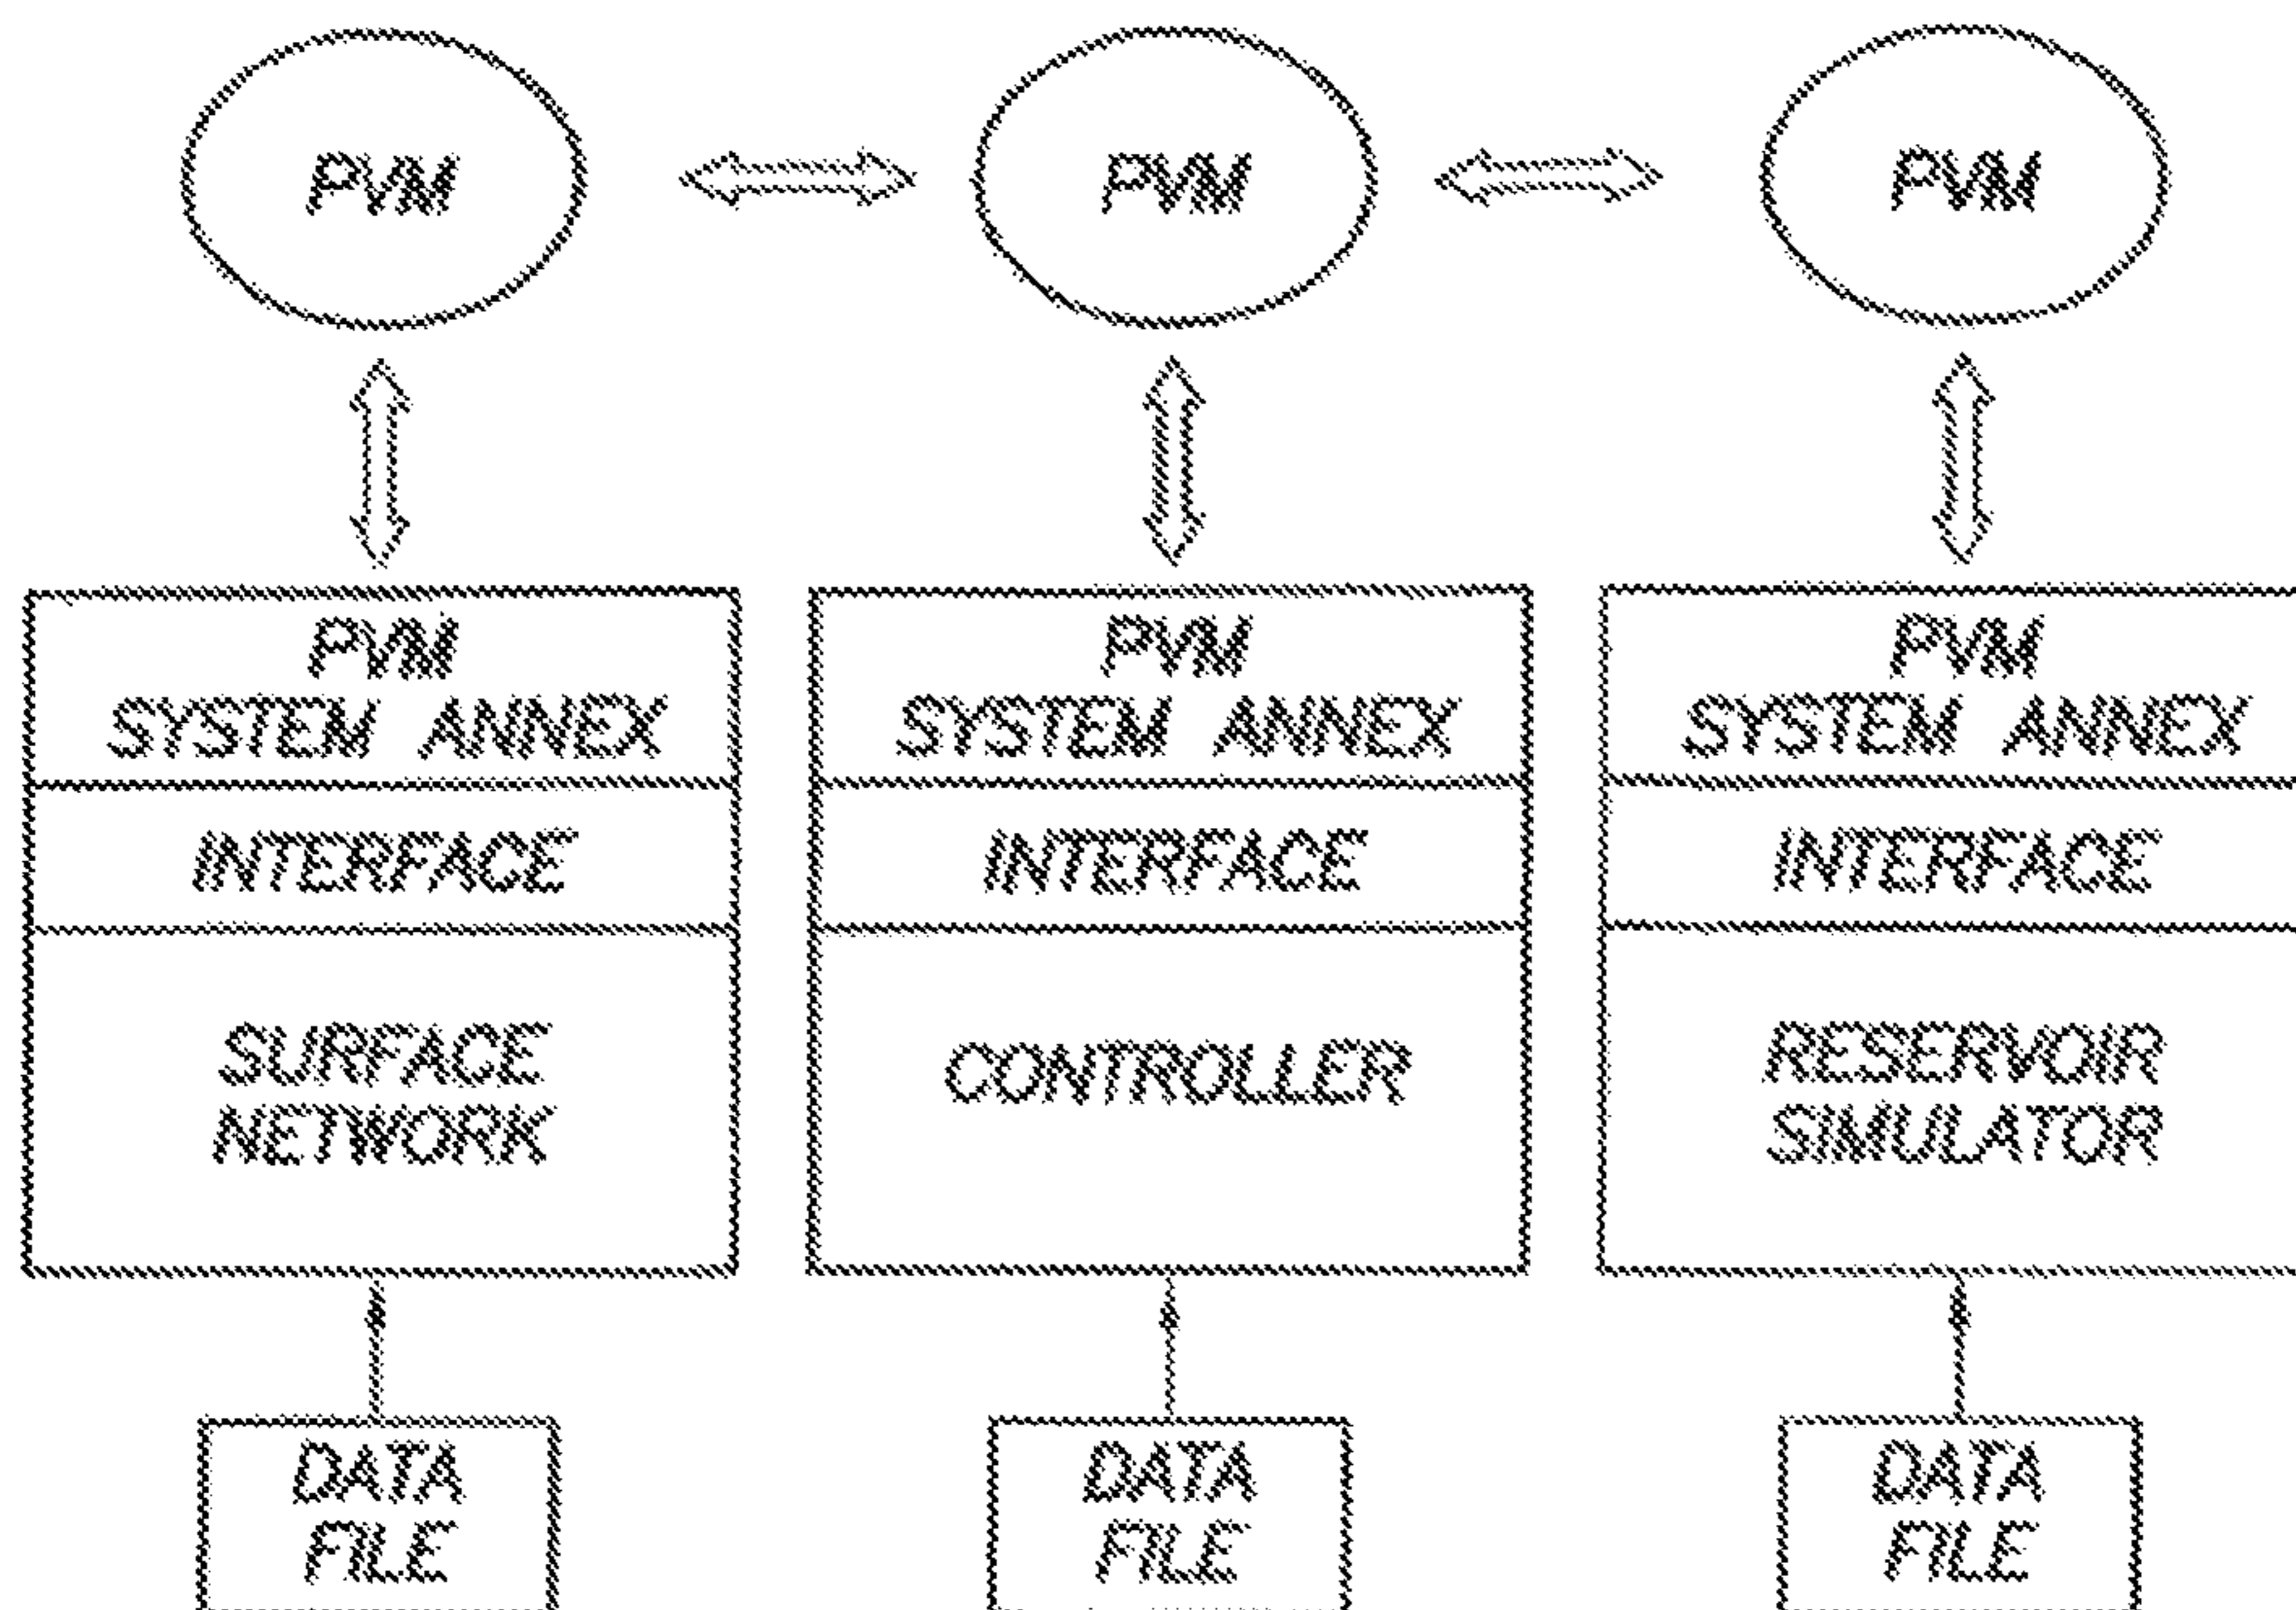 PVM
PVM
PVM
PVM
SYSTEM ANNEX
INTERFACE
SURFACE
NETWORK
DATA
FILE
PVM
SYSTEM ANNEX
INTERFACE
CONTROLLER
DATA
FILE
PVM
SYSTEM ANNEX
INTERFACE
RESERVOIR
SIMULATOR
DATA
FILE